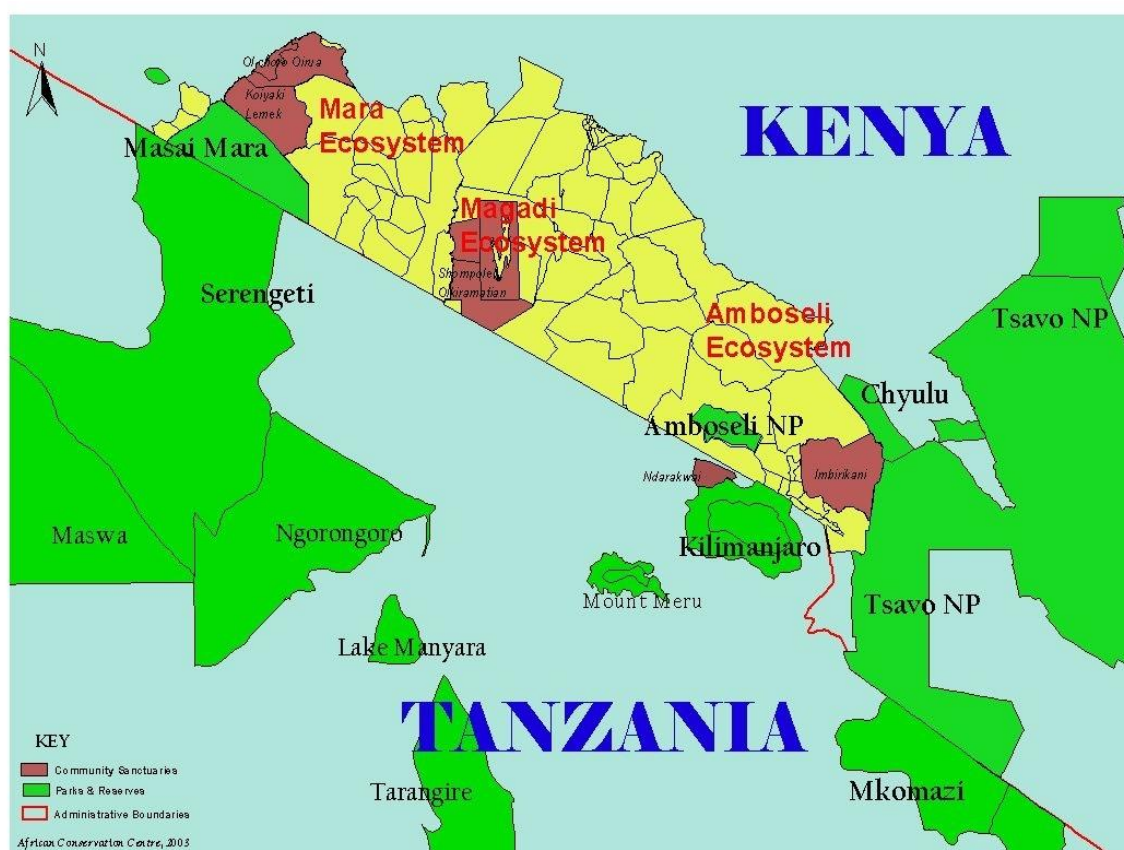 N
Ol choro Oirua
Koiyaki
Lemek
Mara
Ecosystem
KENYA
Masai Mara
Magadi
Ecosystem
Shompole
Olkiramatian
Serengeti
Amboseli
Ecosystem
Tsavo NP
Chyulu
Amboseli NP
Ndarakwai
Imbirikani
Maswa
Ngorongoro
Kilimanjaro
Mount Meru
Tsavo NP
Lake Manyara
TANZANIA
Tarangire
Mkomazi
KEY
Community Sanctuaries
Parks & Reserves
Administrative Boundaries
African Conservation Centre, 2003